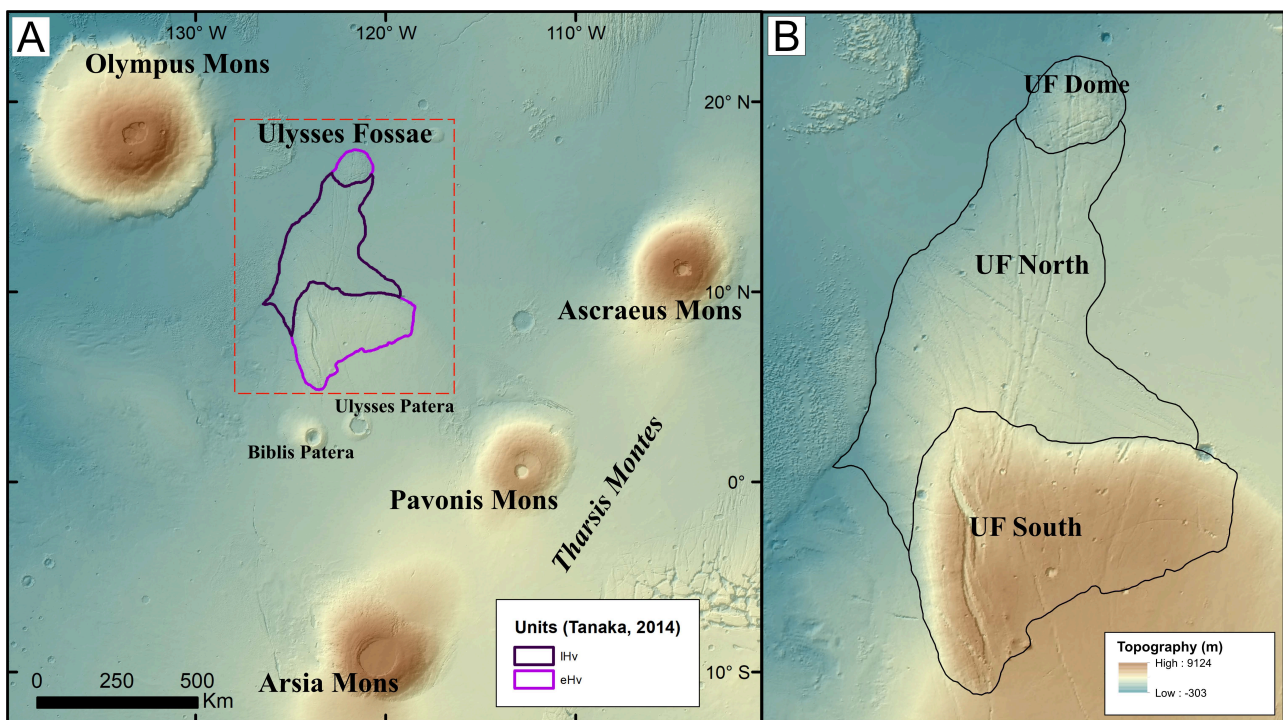 A
130° W
120° W
110° W
Olympus Mons
20° N
Ulysses Fossae
10° N
Ascraeus Mons
Ulysses Patera
Biblis Patera
0°
Pavonis Mons
Tharsis Montes
Arsia Mons
10° S
0 250 500
Km
Units (Tanaka, 2014)
lHv
eHv
B
UF Dome
UF North
UF South
Topography (m)
High : 9124
Low : -303